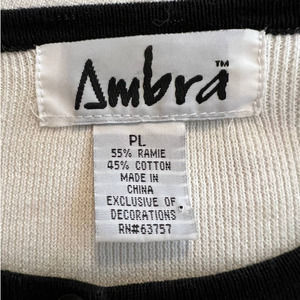 Ambra™
PL
55% RAMIE
45% COTTON
MADE IN
CHINA
EXCLUSIVE OF
DECORATIONS
RN#63757